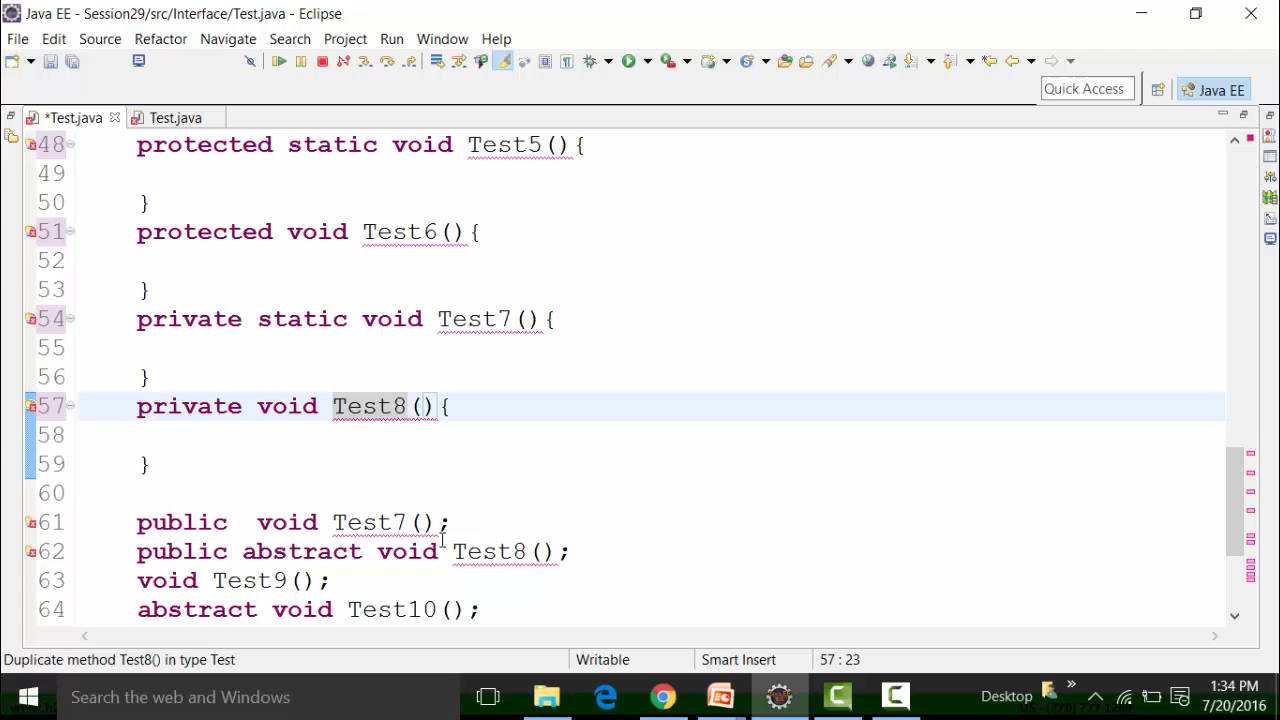 Java EE - Session29/src/Interface/Test.java - Eclipse
File Edit Source Refactor Navigate Search Project Run Window Help
Quick Access Java EE
*Test.java Test.java
48 protected static void Test5(){
49
50 }
51 protected void Test6(){
52
53 }
54 private static void Test7(){
55
56 }
57 private void Test8(){
58
59 }
60
61 public  void Test7();
62 public abstract void Test8();
63 void Test9();
64 abstract void Test10();
Duplicate method Test8() in type Test Writable Smart Insert 57 : 23
Search the web and Windows Desktop 1:34 PM
7/20/2016